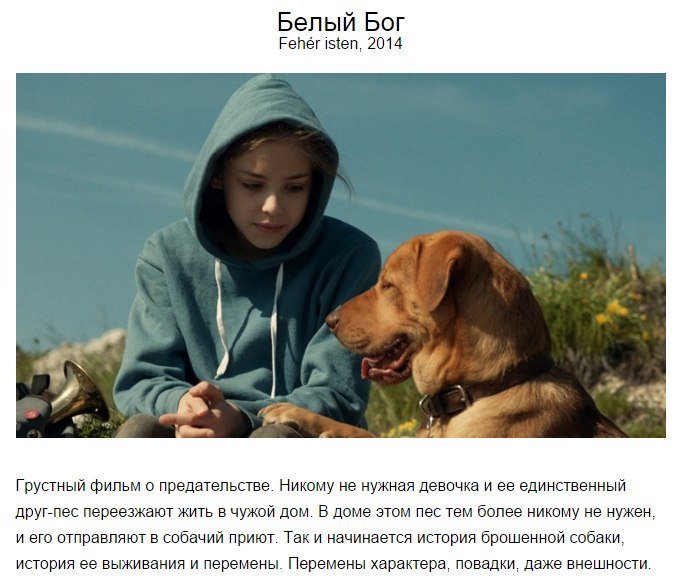 Белый Бог
Fehér isten, 2014
Грустный фильм о предательстве. Никому не нужная девочка и ее единственный
друг-пес переезжают жить в чужой дом. В доме этом пес тем более никому не нужен,
и его отправляют в собачий приют. Так и начинается история брошенной собаки,
история ее выживания и перемены. Перемены характера, повадки, даже внешности.